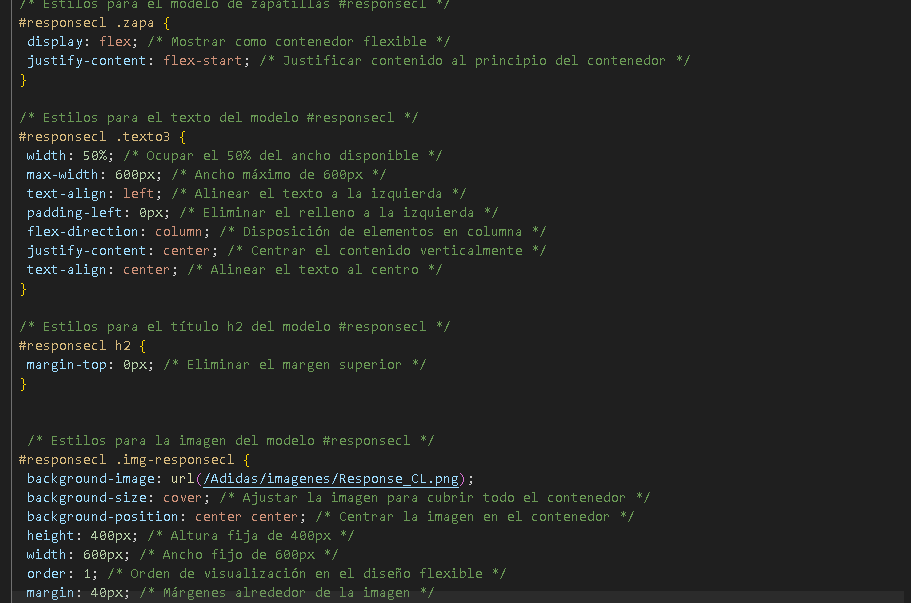 /* Estilos para el modelo de zapatillas #responsecl */
#responsecl .zapa {
display: flex; /* Mostrar como contenedor flexible */
justify-content: flex-start; /* Justificar contenido al principio del contenedor */
}
/* Estilos para el texto del modelo #responsecl */
#responsecl .texto3 {
width: 50%; /* Ocupar el 50% del ancho disponible */
max-width: 600px; /* Ancho máximo de 600px */
text-align: left; /* Alinear el texto a la izquierda */
padding-left: 0px; /* Eliminar el relleno a la izquierda */
flex-direction: column; /* Disposición de elementos en columna */
justify-content: center; /* Centrar el contenido verticalmente */
text-align: center; /* Alinear el texto al centro */
}
/* Estilos para el título h2 del modelo #responsecl */
#responsecl h2 {
margin-top: 0px; /* Eliminar el margen superior */
}
/* Estilos para la imagen del modelo #responsecl */
#responsecl .img-responsecl {
background-image: url(/Adidas/imagenes/Response_CL.png);
background-size: cover; /* Ajustar la imagen para cubrir todo el contenedor */
background-position: center center; /* Centrar la imagen en el contenedor */
height: 400px; /* Altura fija de 400px */
width: 600px; /* Ancho fijo de 600px */
order: 1; /* Orden de visualización en el diseño flexible */
margin: 40px; /* Márgenes alrededor de la imagen */